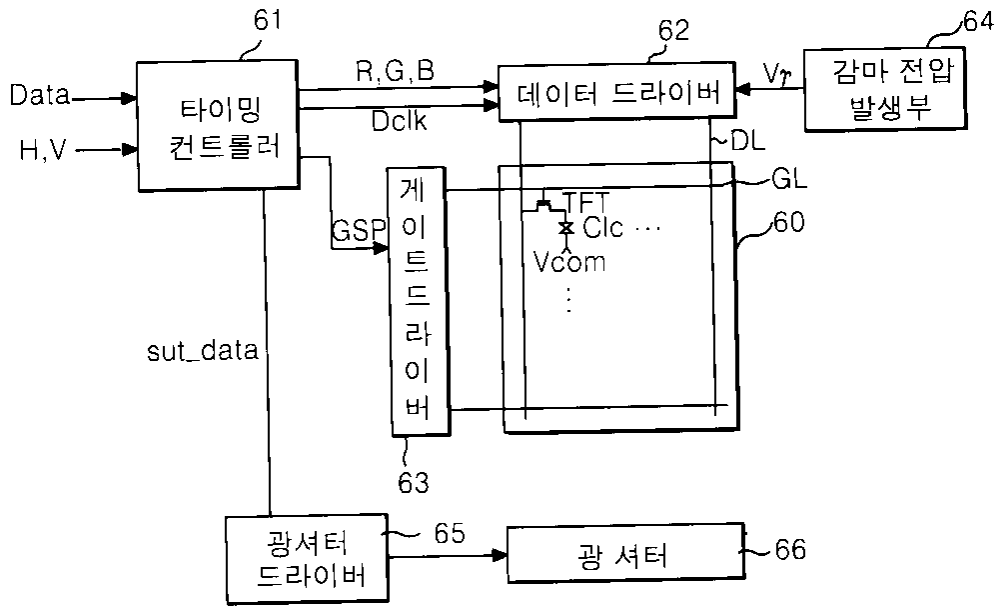 61
62
64
Data
H,V
타이밍
컨트롤러
R,G,B
Dclk
데이터 드라이버
Vγ
감마 전압
발생부
DL
GL
GSP
게이트드라이버
TFT
Clc ...
Vcom
⋮
60
sut_data
63
광셔터
드라이버
65
광 셔터
66